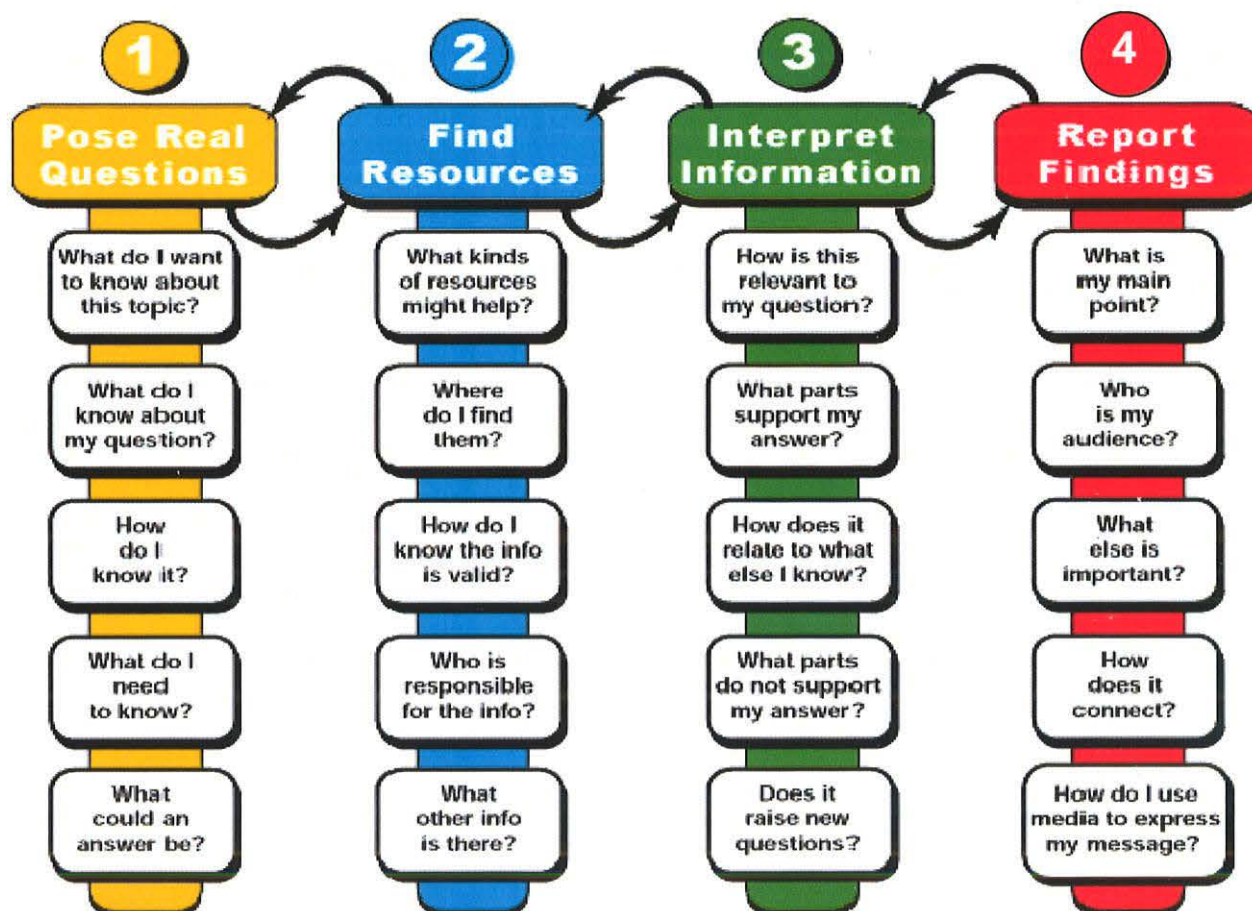 1
Pose Real
Questions
What do I want
to know about
this topic?
What do I
know about
my question?
How
do I
know it?
What do I
need
to know?
What
could an
answer be?
2
Find
Resources
What kinds
of resources
might help?
Where
do I find
them?
How do I
know the info
is valid?
Who is
responsible
for the info?
What
other info
is there?
3
Interpret
Information
How is this
relevant to
my question?
What parts
support my
answer?
How does it
relate to what
else I know?
What parts
do not support
my answer?
Does it
raise new
questions?
4
Report
Findings
What is
my main
point?
Who
is my
audience?
What
else is
important?
How
does it
connect?
How do I use
media to express
my message?